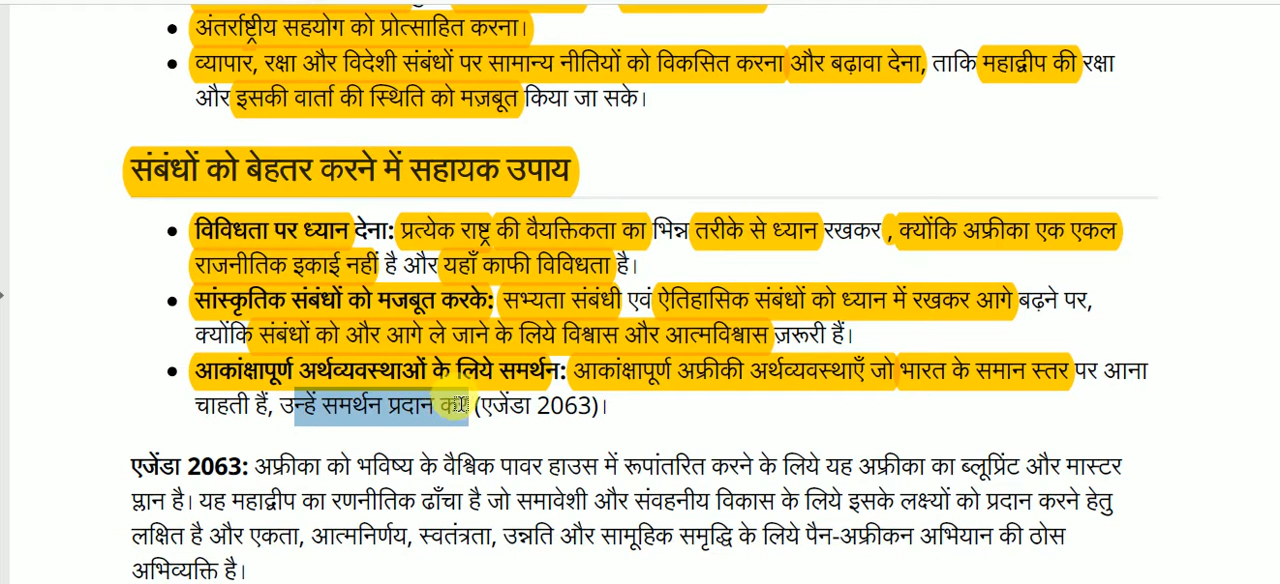 अंतर्राष्ट्रीय सहयोग को प्रोत्साहित करना।
व्यापार, रक्षा और विदेशी संबंधों पर सामान्य नीतियों को विकसित करना और बढ़ावा देना, ताकि महाद्वीप की रक्षा
और इसकी वार्ता की स्थिति को मज़बूत किया जा सके।
संबंधों को बेहतर करने में सहायक उपाय
विविधता पर ध्यान देना: प्रत्येक राष्ट्र की वैयक्तिकता का भिन्न तरीके से ध्यान रखकर , क्योंकि अफ्रीका एक एकल
राजनीतिक इकाई नहीं है और यहाँ काफी विविधता है।
सांस्कृतिक संबंधों को मजबूत करके: सभ्यता संबंधी एवं ऐतिहासिक संबंधों को ध्यान में रखकर आगे बढ़ने पर,
क्योंकि संबंधों को और आगे ले जाने के लिये विश्वास और आत्मविश्वास ज़रूरी हैं।
आकांक्षापूर्ण अर्थव्यवस्थाओं के लिये समर्थन: आकांक्षापूर्ण अफ्रीकी अर्थव्यवस्थाएँ जो भारत के समान स्तर पर आना
चाहती हैं, उन्हें समर्थन प्रदान (एजेंडा 2063)।
एजेंडा 2063: अफ्रीका को भविष्य के वैश्विक पावर हाउस में रूपांतरित करने के लिये यह अफ्रीका का ब्लूप्रिंट और मास्टर
प्लान है। यह महाद्वीप का रणनीतिक ढाँचा है जो समावेशी और संवहनीय विकास के लिये इसके लक्ष्यों को प्रदान करने हेतु
लक्षित है और एकता, आत्मनिर्णय, स्वतंत्रता, उन्नति और सामूहिक समृद्धि के लिये पैन-अफ्रीकन अभियान की ठोस
अभिव्यक्ति है।